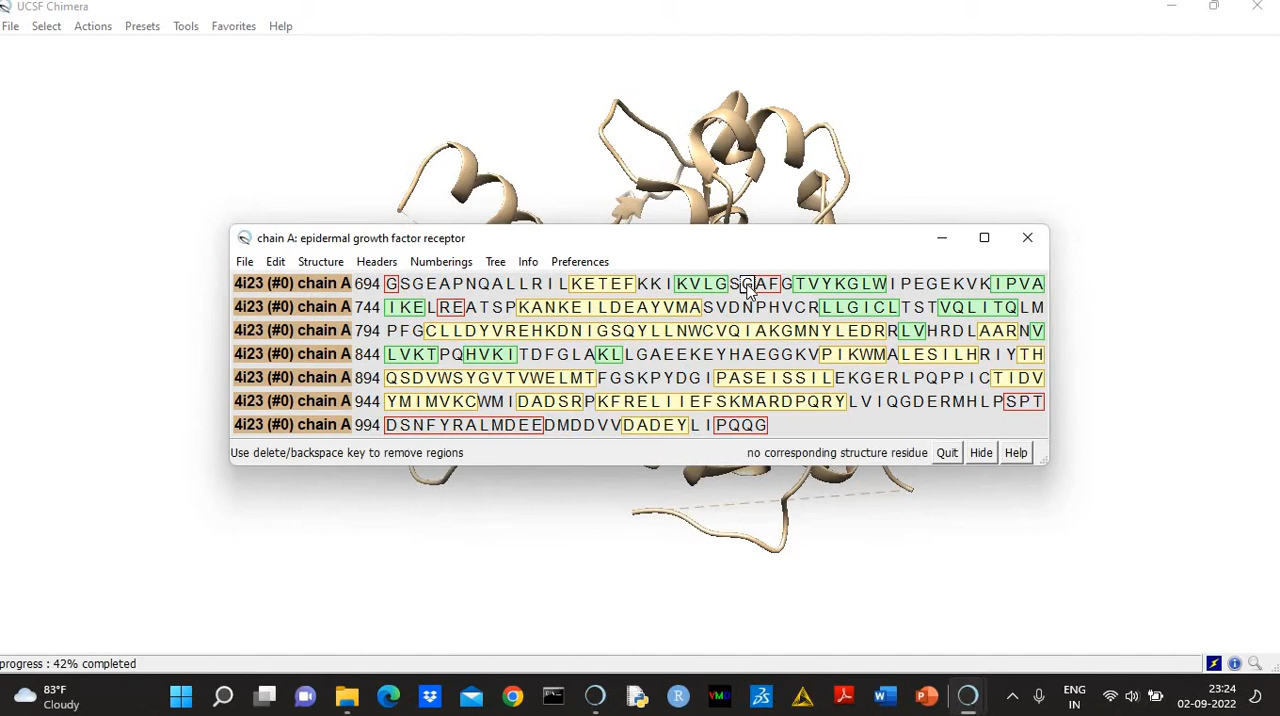 UCSF Chimera
File Select Actions Presets Tools Favorites Help
chain A: epidermal growth factor receptor
File Edit Structure Headers Numberings Tree Info Preferences
4i23 (#0) chain A 694 GSGEAPNQALLRILKETEFKKIKVLGSGAFGTVYKGLWIPEGEKVKIPVA
4i23 (#0) chain A 744 IKELREATSPKANKEILDEAYVMASVDNPHVCRLLGICLTSTVQLITQLM
4i23 (#0) chain A 794 PFGCLLDYVREHKDNIGSQYLLNWCVQIAKGMNYLEDRRLVHRDLAARNV
4i23 (#0) chain A 844 LVKTPQHVKITDFGLAKLLGAEEKEYHAEGGKVPIKWMALESILHRIYTH
4i23 (#0) chain A 894 QSDVWSYGVTVWELMTFGSKPYDGIPASEISSILEKGERLPQPPICTIDV
4i23 (#0) chain A 944 YMIMVKCWMIDADSRPKFRELIIEFSKMARDPQRYLVIQGDERMHLPSPT
4i23 (#0) chain A 994 DSNFYRALMDEEDMDDVVDADEYLIPQQG
Use delete/backspace key to remove regions no corresponding structure residue Quit Hide Help
progress : 42% completed
83°F
Cloudy
ENG
IN
23:24
02-09-2022